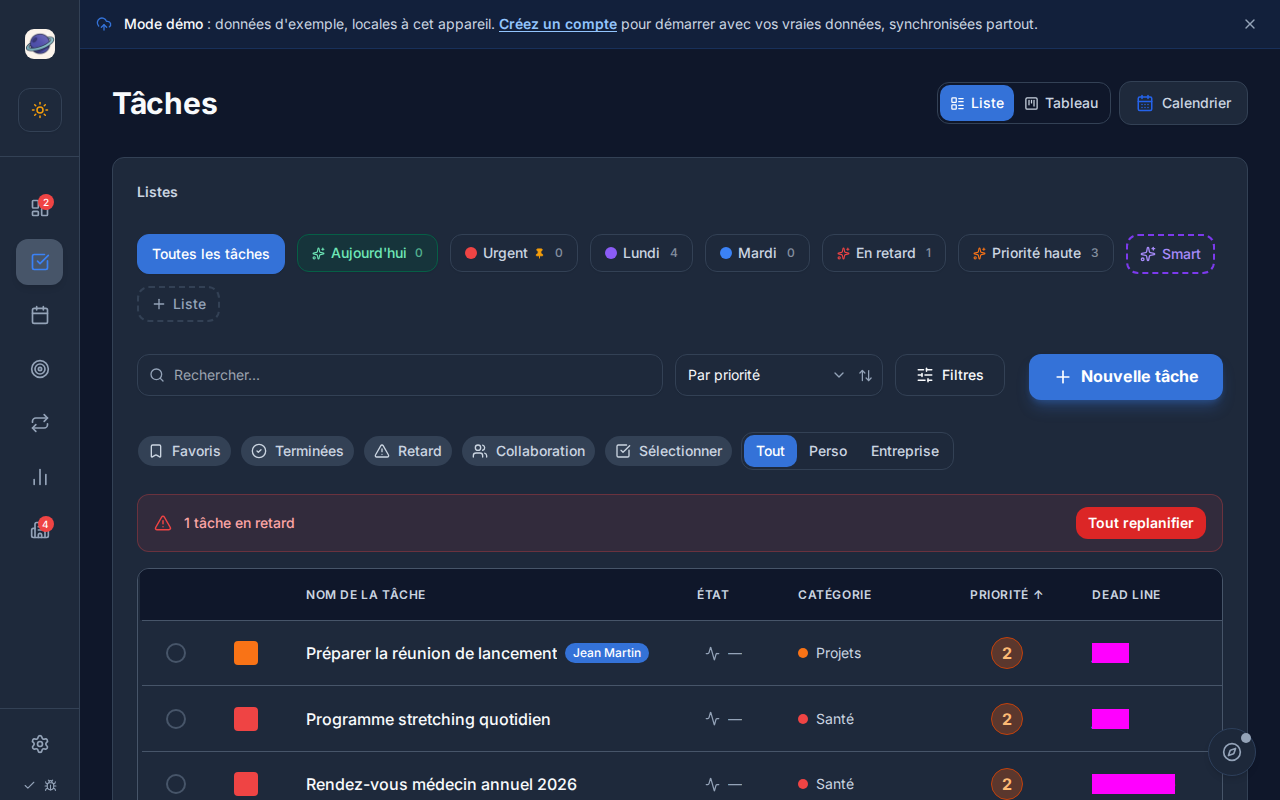 Mode démo : données d'exemple, locales à cet appareil. Créez un compte pour démarrer avec vos vraies données, synchronisées partout.
Tâches
Liste
Tableau
Calendrier
2
Listes
Toutes les tâches
Aujourd'hui 0
Urgent 0
Lundi 4
Mardi 0
En retard 1
Priorité haute 3
Smart
Liste
Rechercher...
Par priorité
Filtres
Nouvelle tâche
Favoris
Terminées
Retard
Collaboration
Sélectionner
Tout
Perso
Entreprise
4
1 tâche en retard
Tout replanifier
NOM DE LA TÂCHE ÉTAT CATÉGORIE PRIORITÉ ↑ DEAD LINE
Préparer la réunion de lancement Jean Martin — Projets 2
Programme stretching quotidien — Santé 2
Rendez-vous médecin annuel 2026 — Santé 2